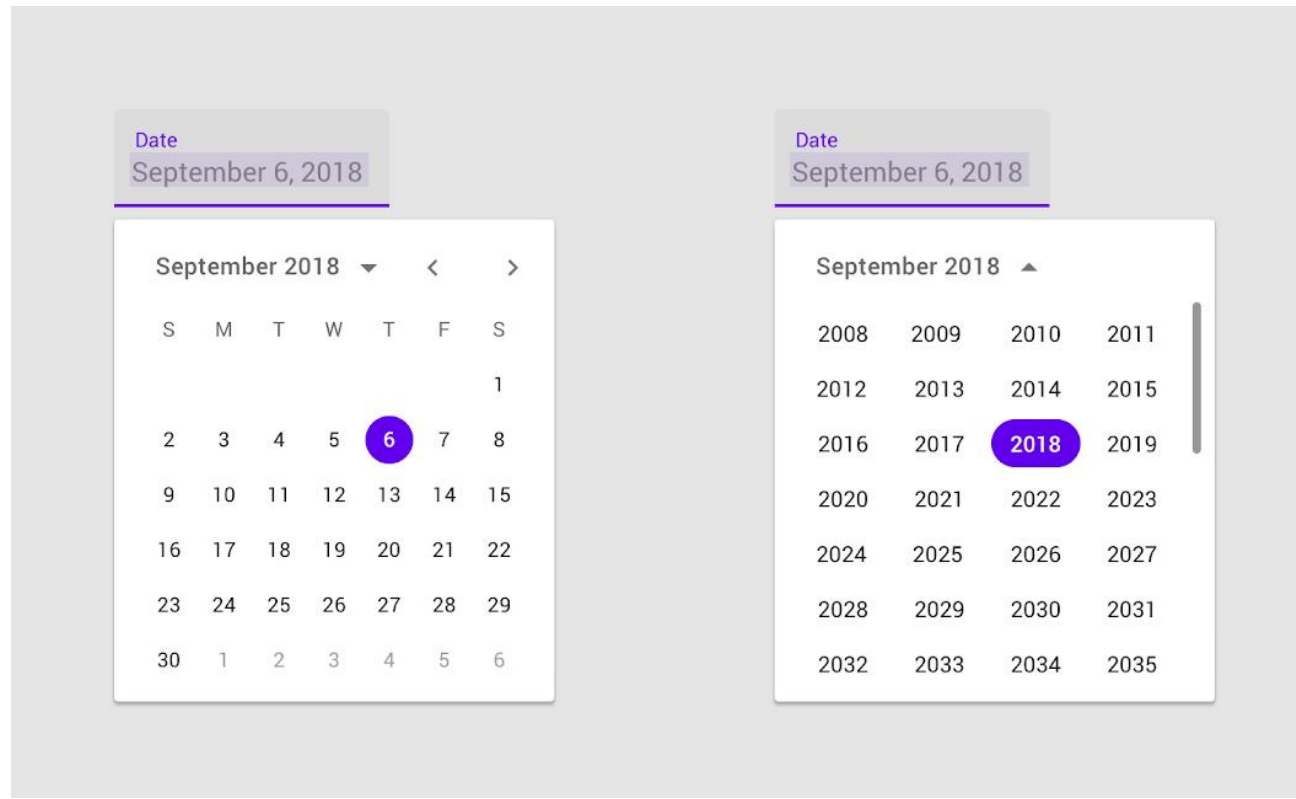 Date
September 6, 2018
September 2018
S M T W T F S
1
2 3 4 5 6 7 8
9 10 11 12 13 14 15
16 17 18 19 20 21 22
23 24 25 26 27 28 29
30 1 2 3 4 5 6
Date
September 6, 2018
September 2018
2008 2009 2010 2011
2012 2013 2014 2015
2016 2017 2018 2019
2020 2021 2022 2023
2024 2025 2026 2027
2028 2029 2030 2031
2032 2033 2034 2035